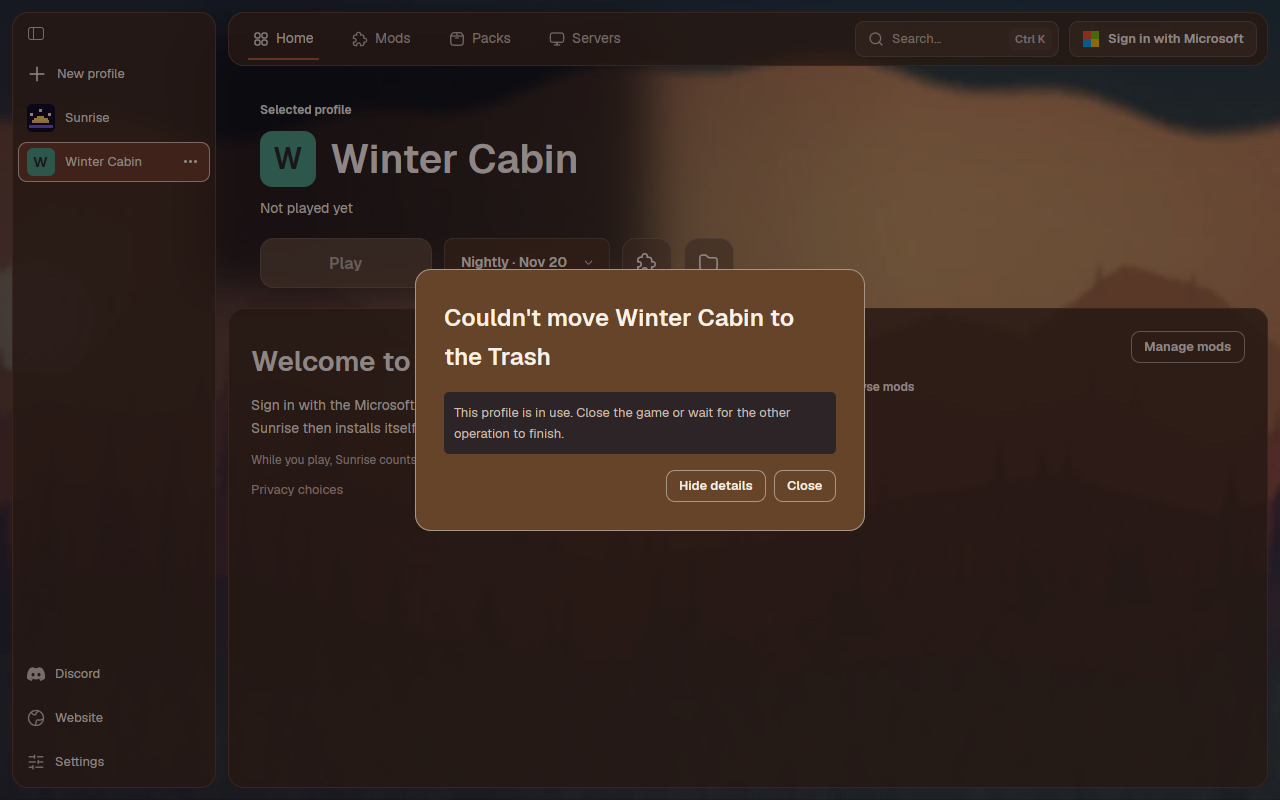 New profile
Sunrise
W
Winter Cabin
Discord
Website
Settings
Home
Mods
Packs
Servers
Search...
Ctrl K
Sign in with Microsoft
Selected profile
W
Winter Cabin
Not played yet
Play
Nightly · Nov 20
Welcome to
Sign in with the Microsoft
Sunrise then installs itself
While you play, Sunrise counts
Privacy choices
Manage mods
se mods
Couldn't move Winter Cabin to
the Trash
This profile is in use. Close the game or wait for the other
operation to finish.
Hide details
Close